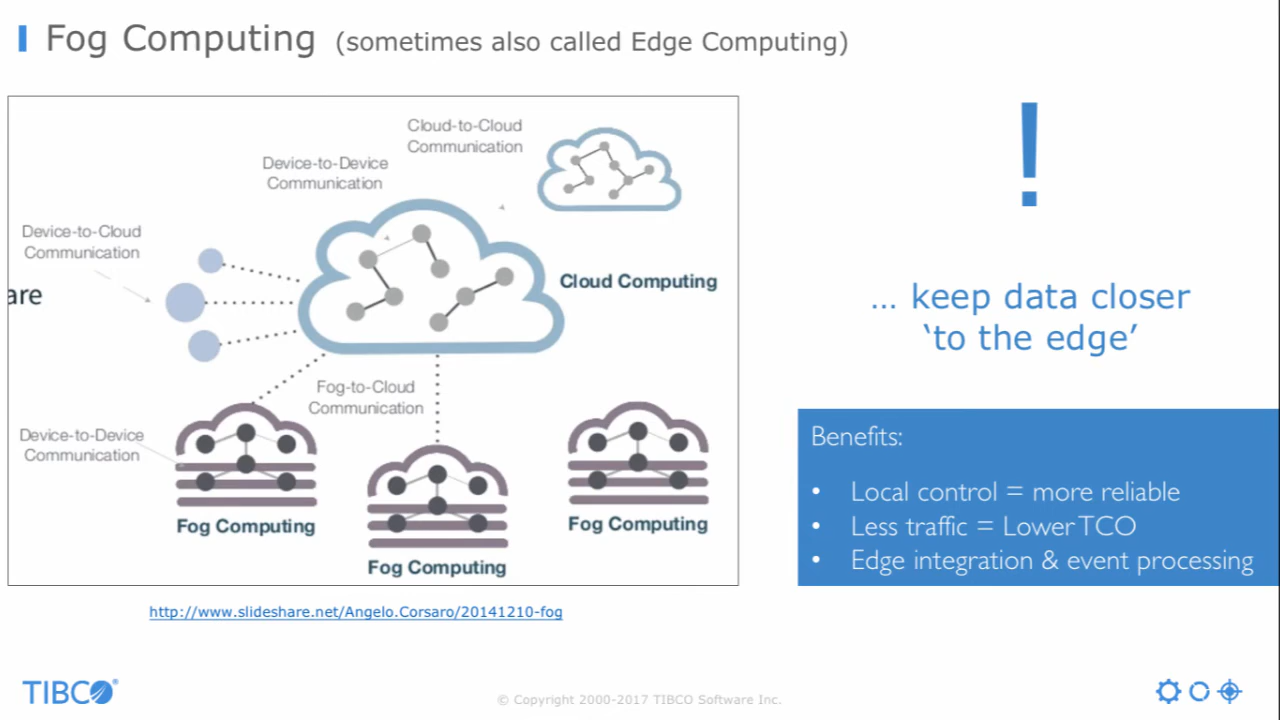 Fog Computing (sometimes also called Edge Computing)
Cloud-to-Cloud
Communication
Device-to-Device
Communication
Device-to-Cloud
Communication
are
Cloud Computing
Fog-to-Cloud
Communication
Device-to-Device
Communication
Fog Computing
Fog Computing
Fog Computing
http://www.slideshare.net/Angelo.Corsaro/20141210-fog
!
... keep data closer
‘to the edge’
Benefits:
• Local control = more reliable
• Less traffic = Lower TCO
• Edge integration & event processing
TIBCO®
© Copyright 2000-2017 TIBCO Software Inc.